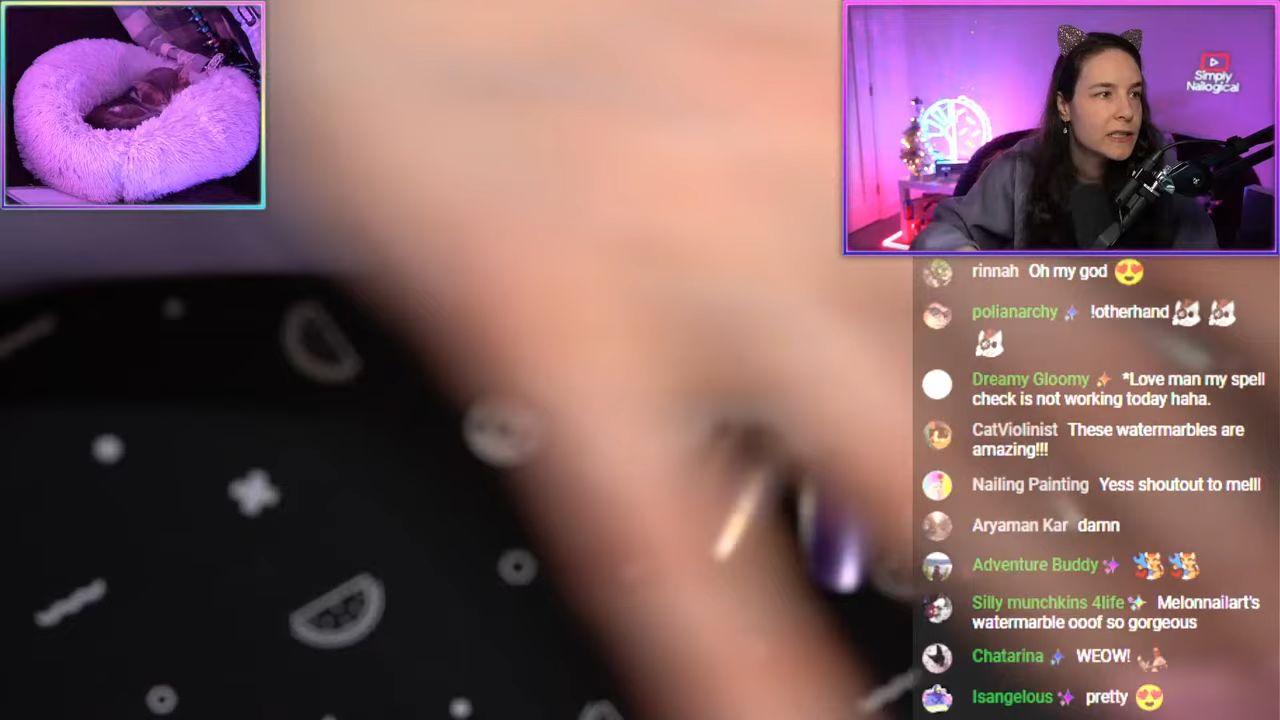 Simply
Nailogical
rinnah Oh my god
polianarchy !otherhand
Dreamy Gloomy *Love man my spell
check is not working today haha.
CatViolinist These watermarbles are
amazing!!!
Nailing Painting Yess shoutout to melll
Aryaman Kar damn
Adventure Buddy
Silly munchkins 4life Melonnailart's
watermarble ooof so gorgeous
Chatarina WEOW!
Isangelous pretty